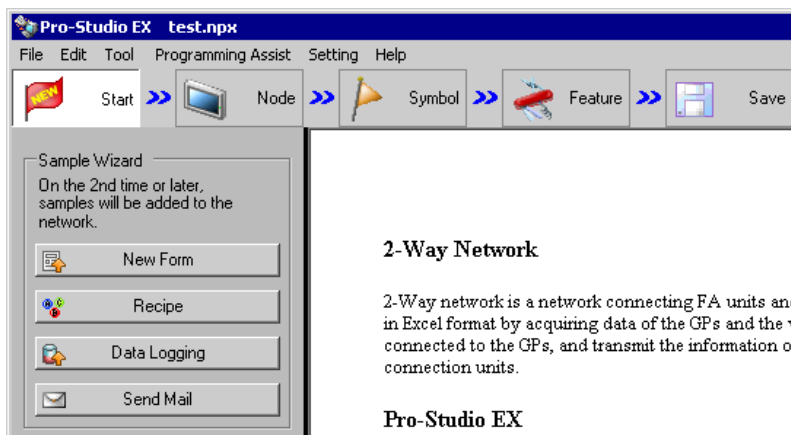 Pro-Studio EX test.npx
File Edit Tool Programming Assist Setting Help
NEW Start Node Symbol Feature Save
Sample Wizard
On the 2nd time or later,
samples will be added to the
network.
New Form
Recipe
Data Logging
Send Mail
2-Way Network
2-Way network is a network connecting FA units an
in Excel format by acquiring data of the GPs and the
connected to the GPs, and transmit the information o
connection units.
Pro-Studio EX